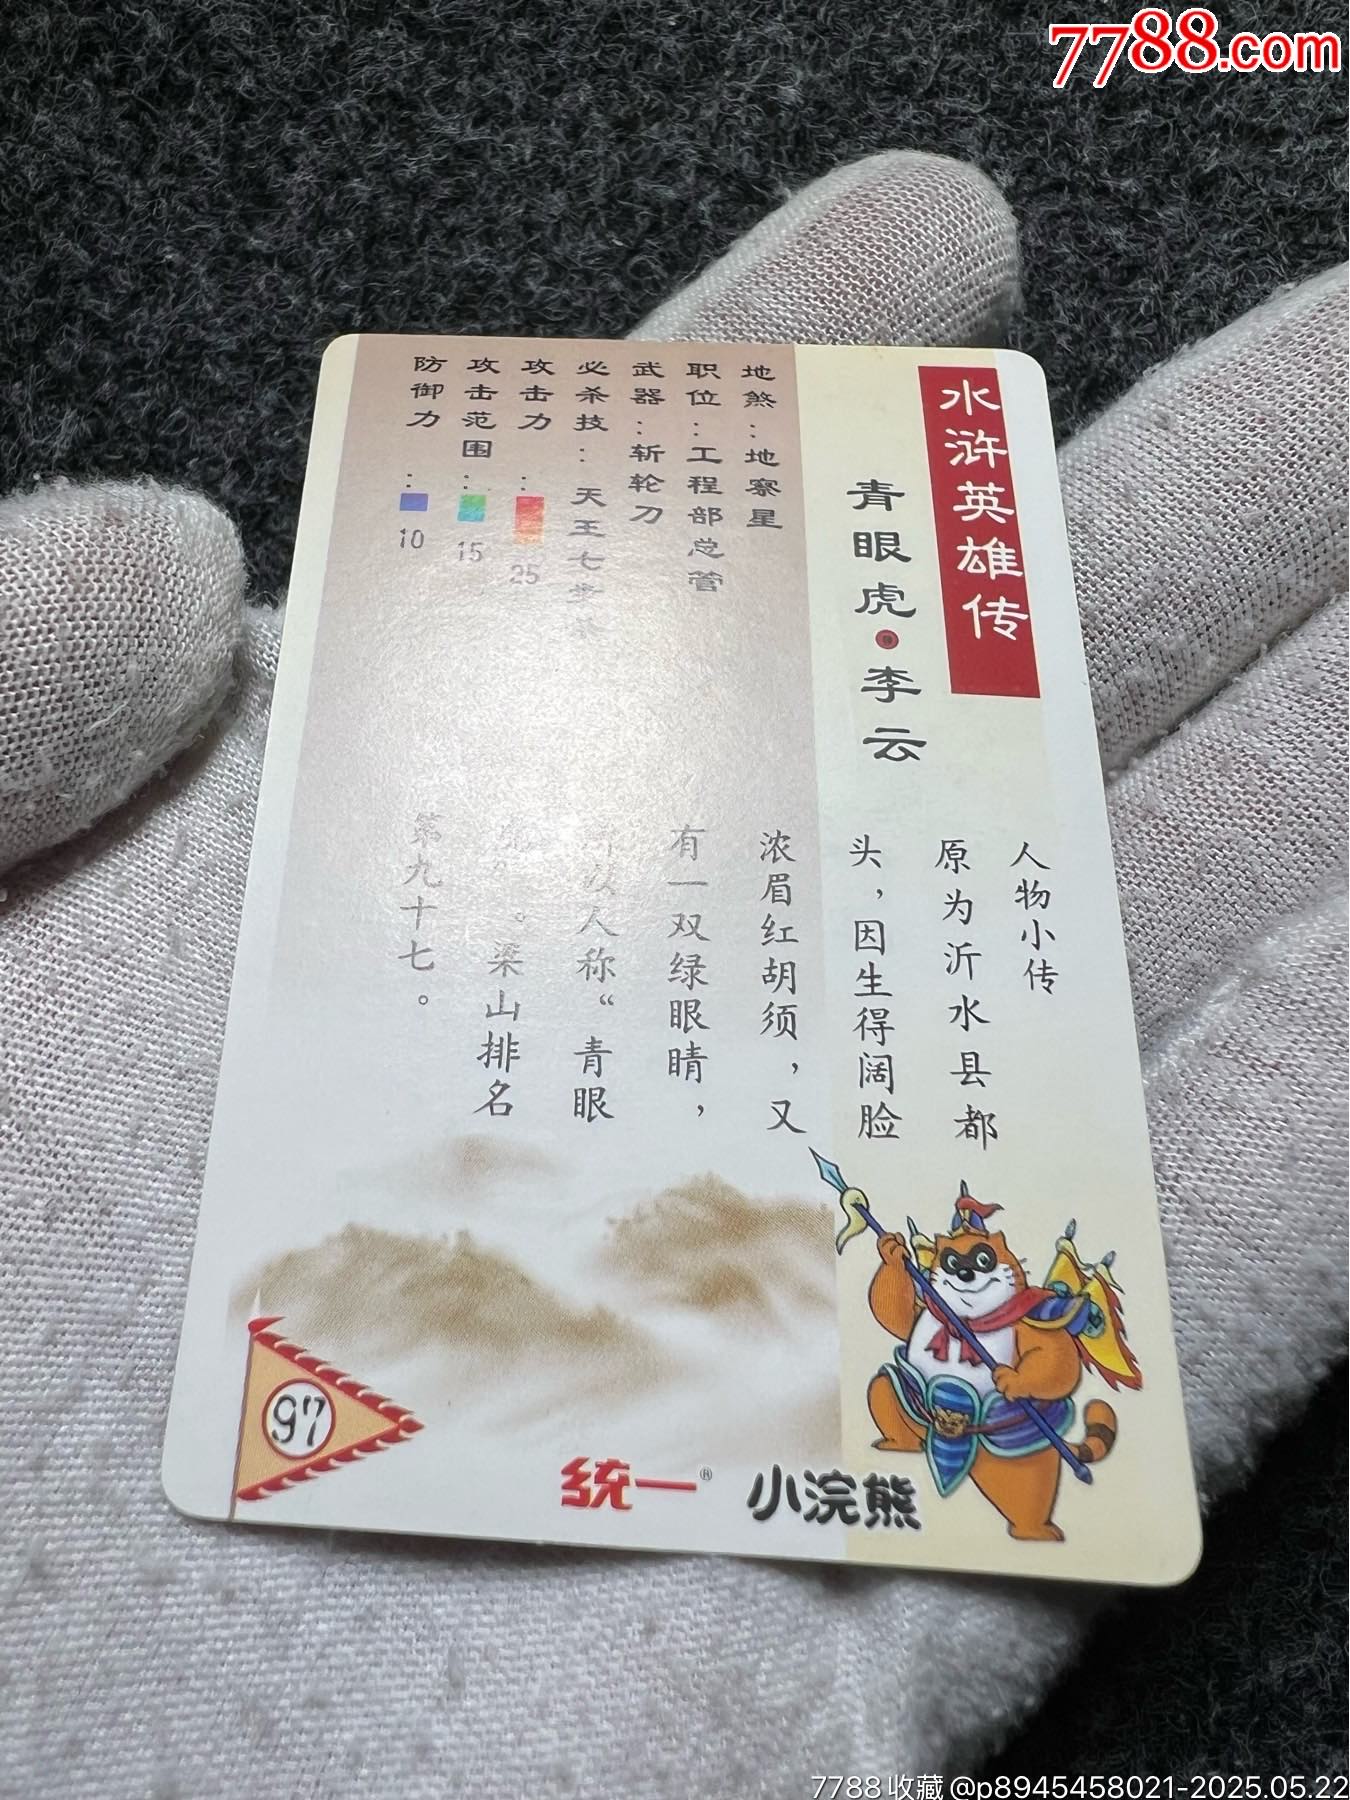 7788.com
水浒英雄传
青眼虎·李云
地煞：地察星
职位：工程部总管
武器：斩轮刀
必杀技：天王七步
攻击力：25
攻击范围：15
防御力：10
人物小传
原为沂水县都
头，因生得阔脸
浓眉红胡须，又
有一双绿眼睛，
人称“青眼
。梁山排名
第九十七。
97
统一®
小浣熊
7788收藏@p8945458021-2025.05.22